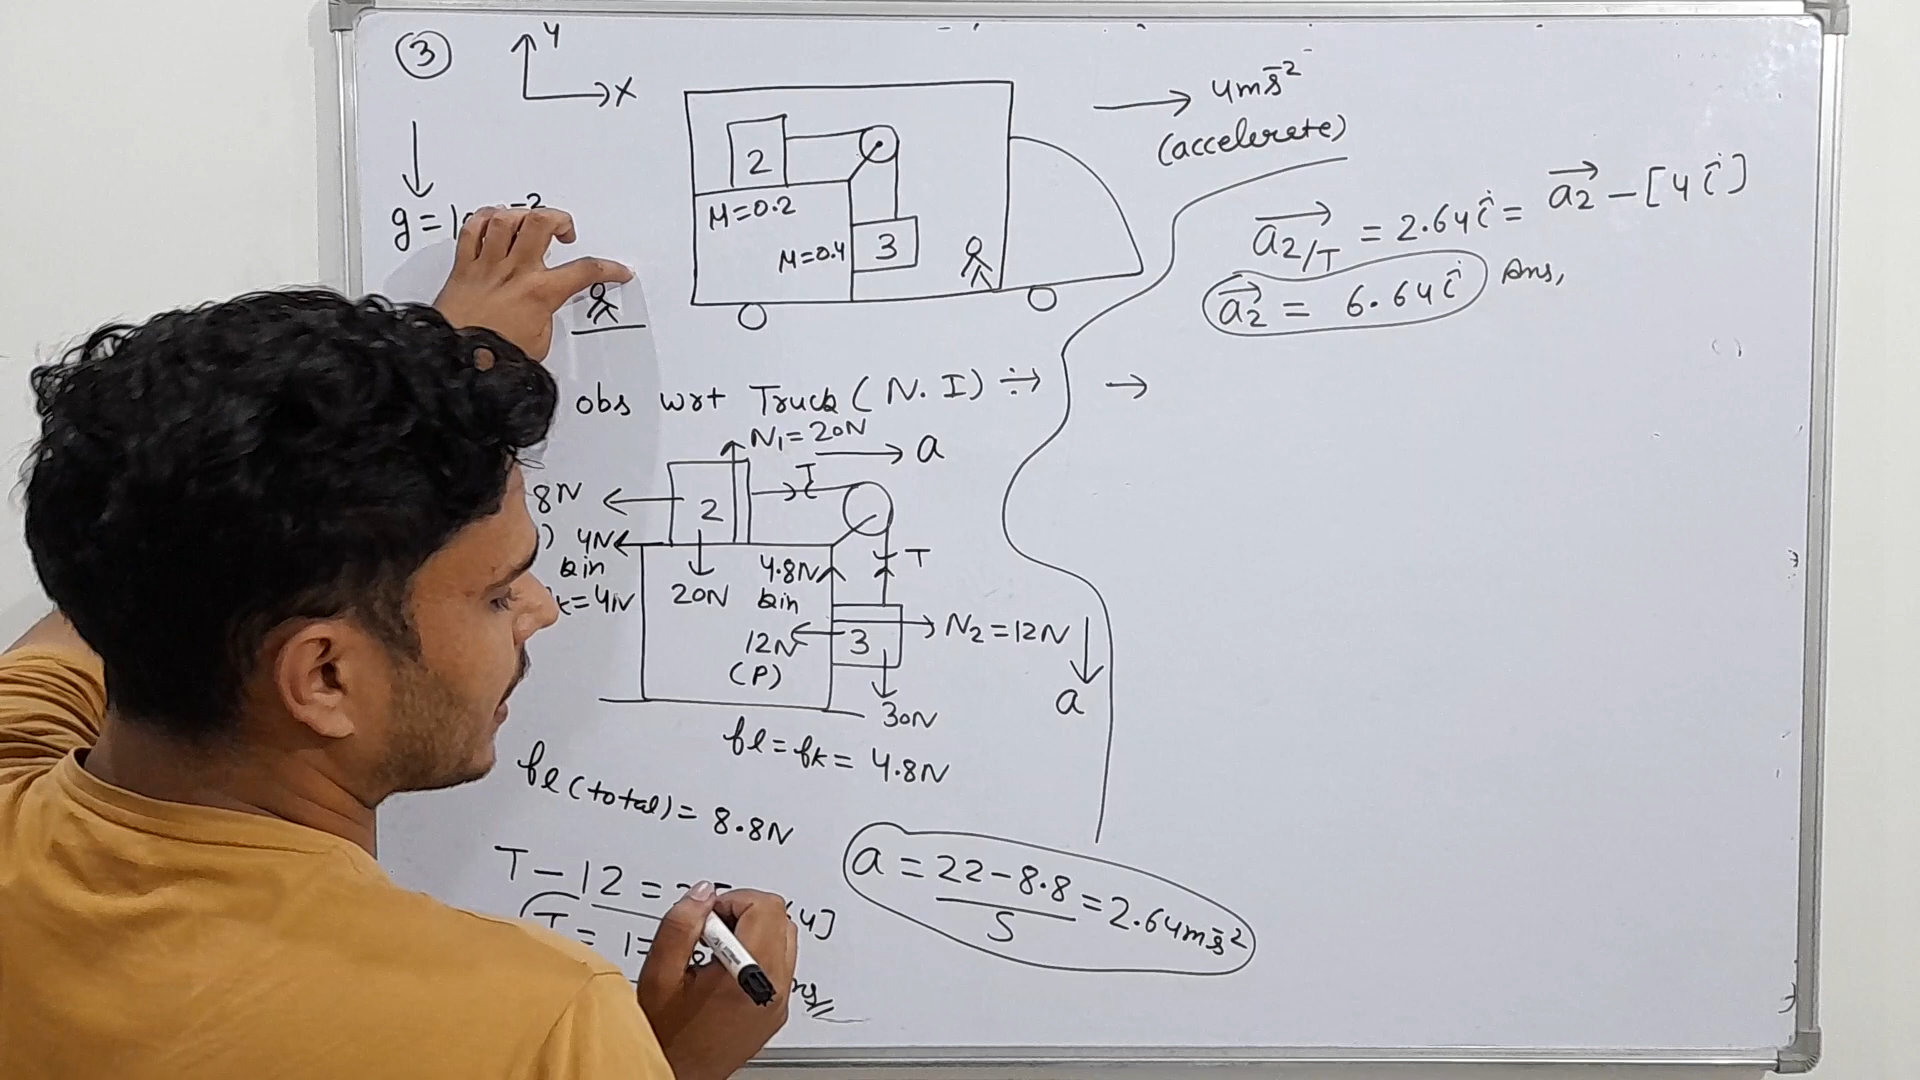 ③
Y
X
4ms⁻²
(accelerate)
g =
2
M=0.2
M=0.4
3
a₂/T = 2.64î = a₂ - [4î]
a₂ = 6.64î Ans,
obs wrt Truck (N. I) ÷→ →
N₁=20N
a
8N
2
T
4N
kin
=4N
20N
4.8N
kin
T
12N
(P)
3
N₂=12N
a
30N
fl=fk= 4.8N
fl(total)= 8.8N
T-12=
a = 22-8.8 = 2.64ms⁻²
5